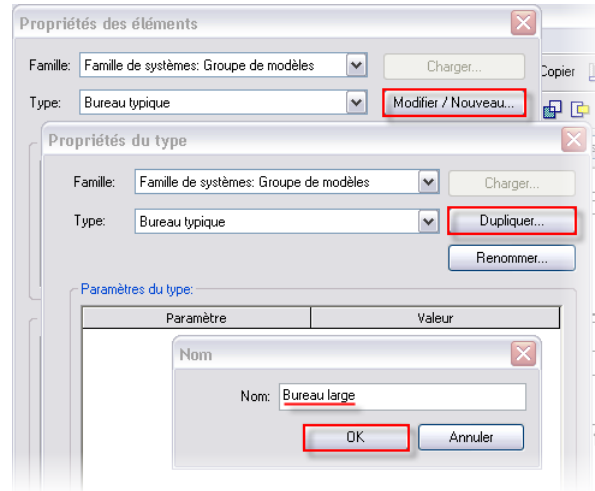 Propriétés des éléments
Famille: Famille de systèmes: Groupe de modèles Charger... Copier
Type: Bureau typique Modifier / Nouveau...
Propriétés du type
Famille: Famille de systèmes: Groupe de modèles Charger...
Type: Bureau typique Dupliquer...
Renommer...
Paramètres du type:
Paramètre Valeur
Nom
Nom: Bureau large
OK Annuler